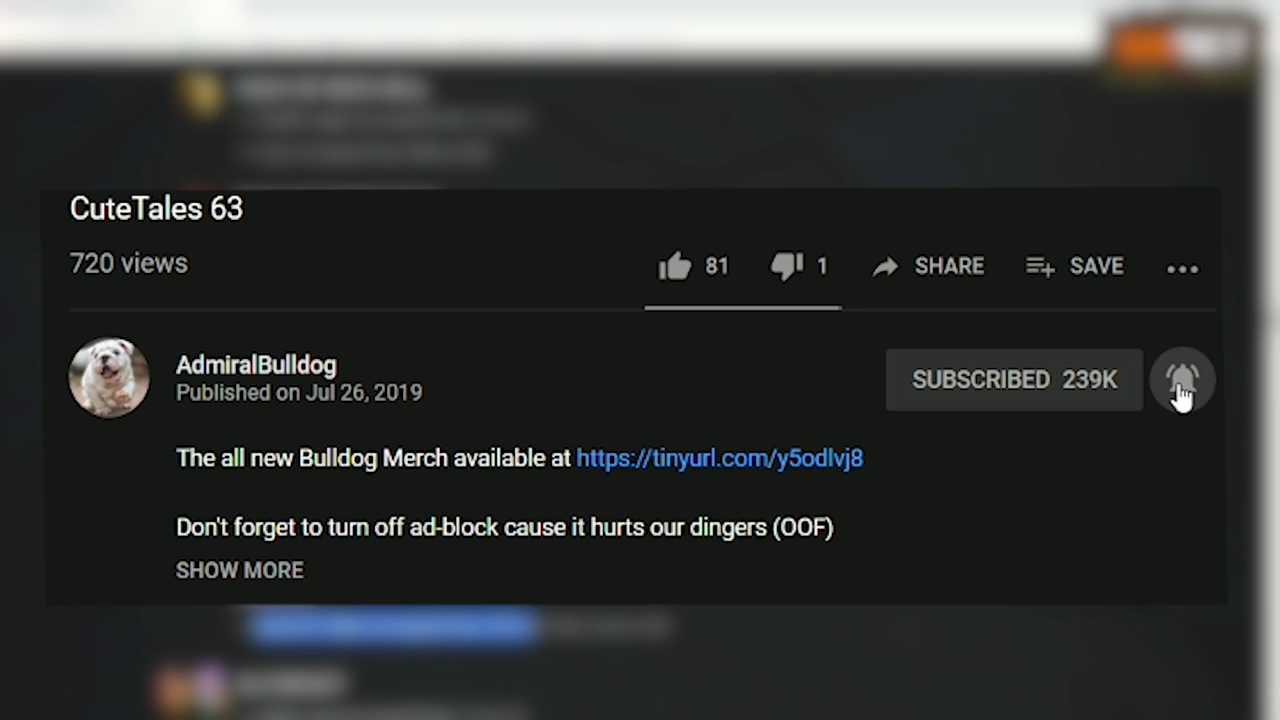 CuteTales 63
720 views
81
1
SHARE
SAVE
AdmiralBulldog
Published on Jul 26, 2019
SUBSCRIBED 239K
The all new Bulldog Merch available at https://tinyurl.com/y5odlvj8
Don't forget to turn off ad-block cause it hurts our dingers (OOF)
SHOW MORE